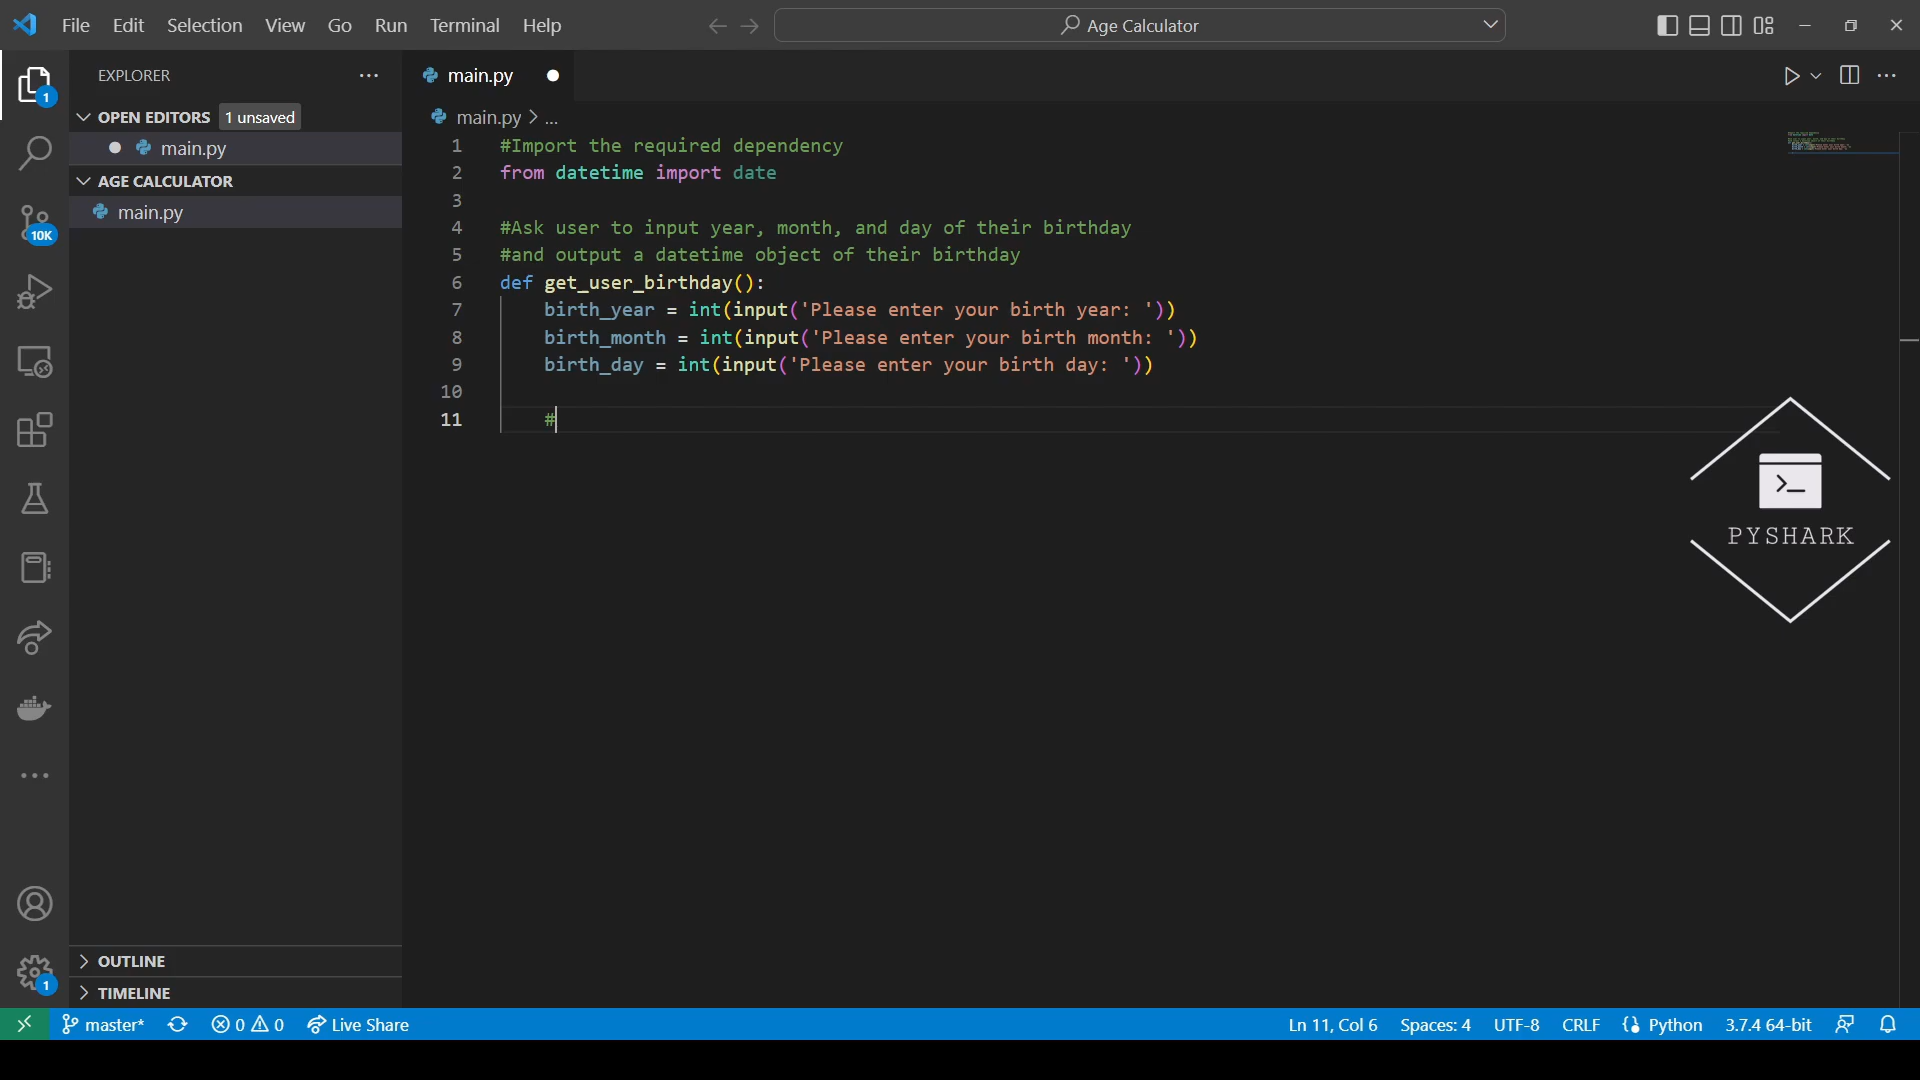 File Edit Selection View Go Run Terminal Help
Age Calculator
EXPLORER
OPEN EDITORS 1 unsaved
main.py
AGE CALCULATOR
main.py
OUTLINE
TIMELINE
1
10K
1
main.py
main.py > ...
1 #Import the required dependency
2 from datetime import date
3
4 #Ask user to input year, month, and day of their birthday
5 #and output a datetime object of their birthday
6 def get_user_birthday():
7 birth_year = int(input('Please enter your birth year: '))
8 birth_month = int(input('Please enter your birth month: '))
9 birth_day = int(input('Please enter your birth day: '))
10
11 #
>_
PYSHARK
master* 0 0 Live Share
Ln 11, Col 6 Spaces: 4 UTF-8 CRLF Python 3.7.4 64-bit